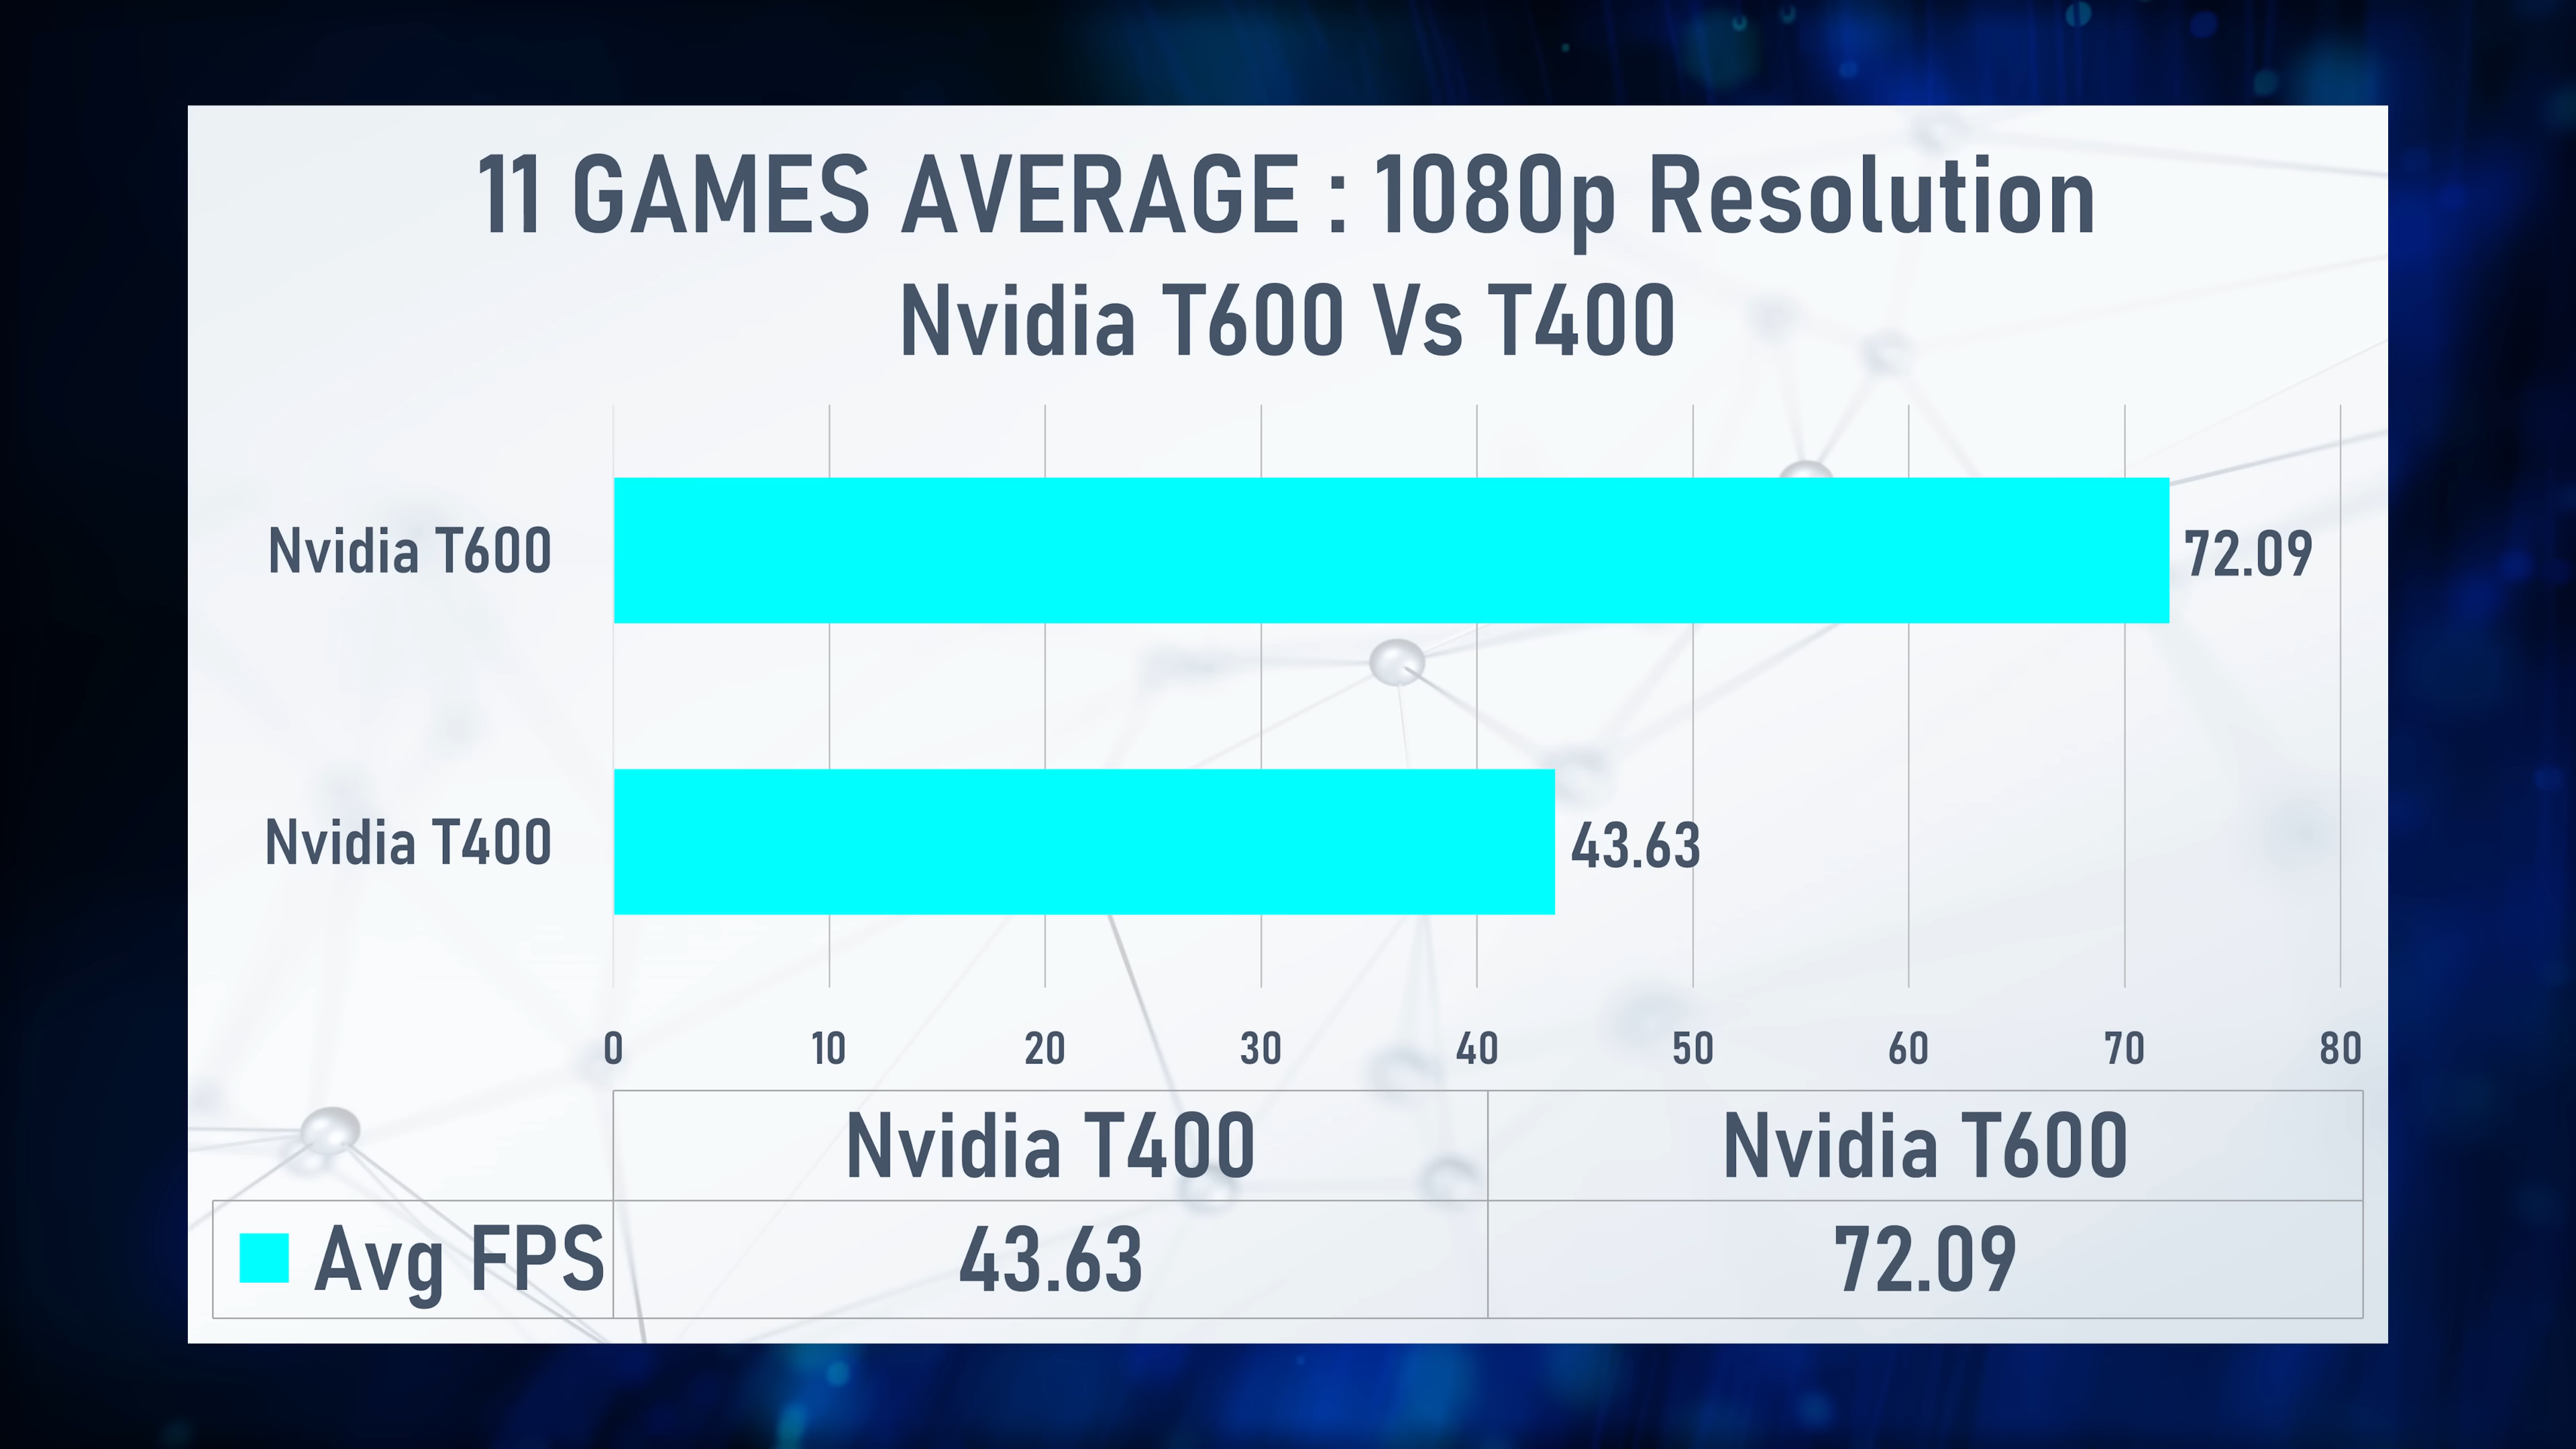 11 GAMES AVERAGE : 1080p Resolution
Nvidia T600 Vs T400
Nvidia T600
72.09
Nvidia T400
43.63
0 10 20 30 40 50 60 70 80
Nvidia T400 Nvidia T600
Avg FPS 43.63 72.09